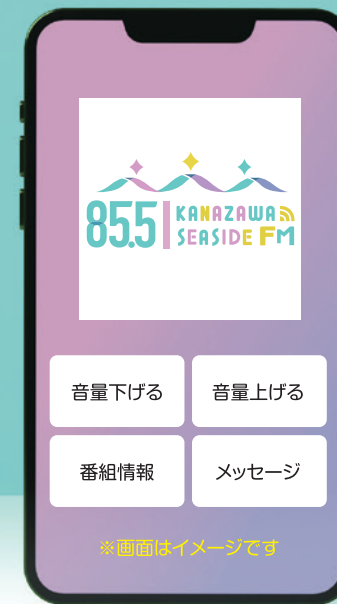 85.5 KANAZAWA
SEASIDE FM
音量下げる
音量上げる
番組情報
メッセージ
※画面はイメージです